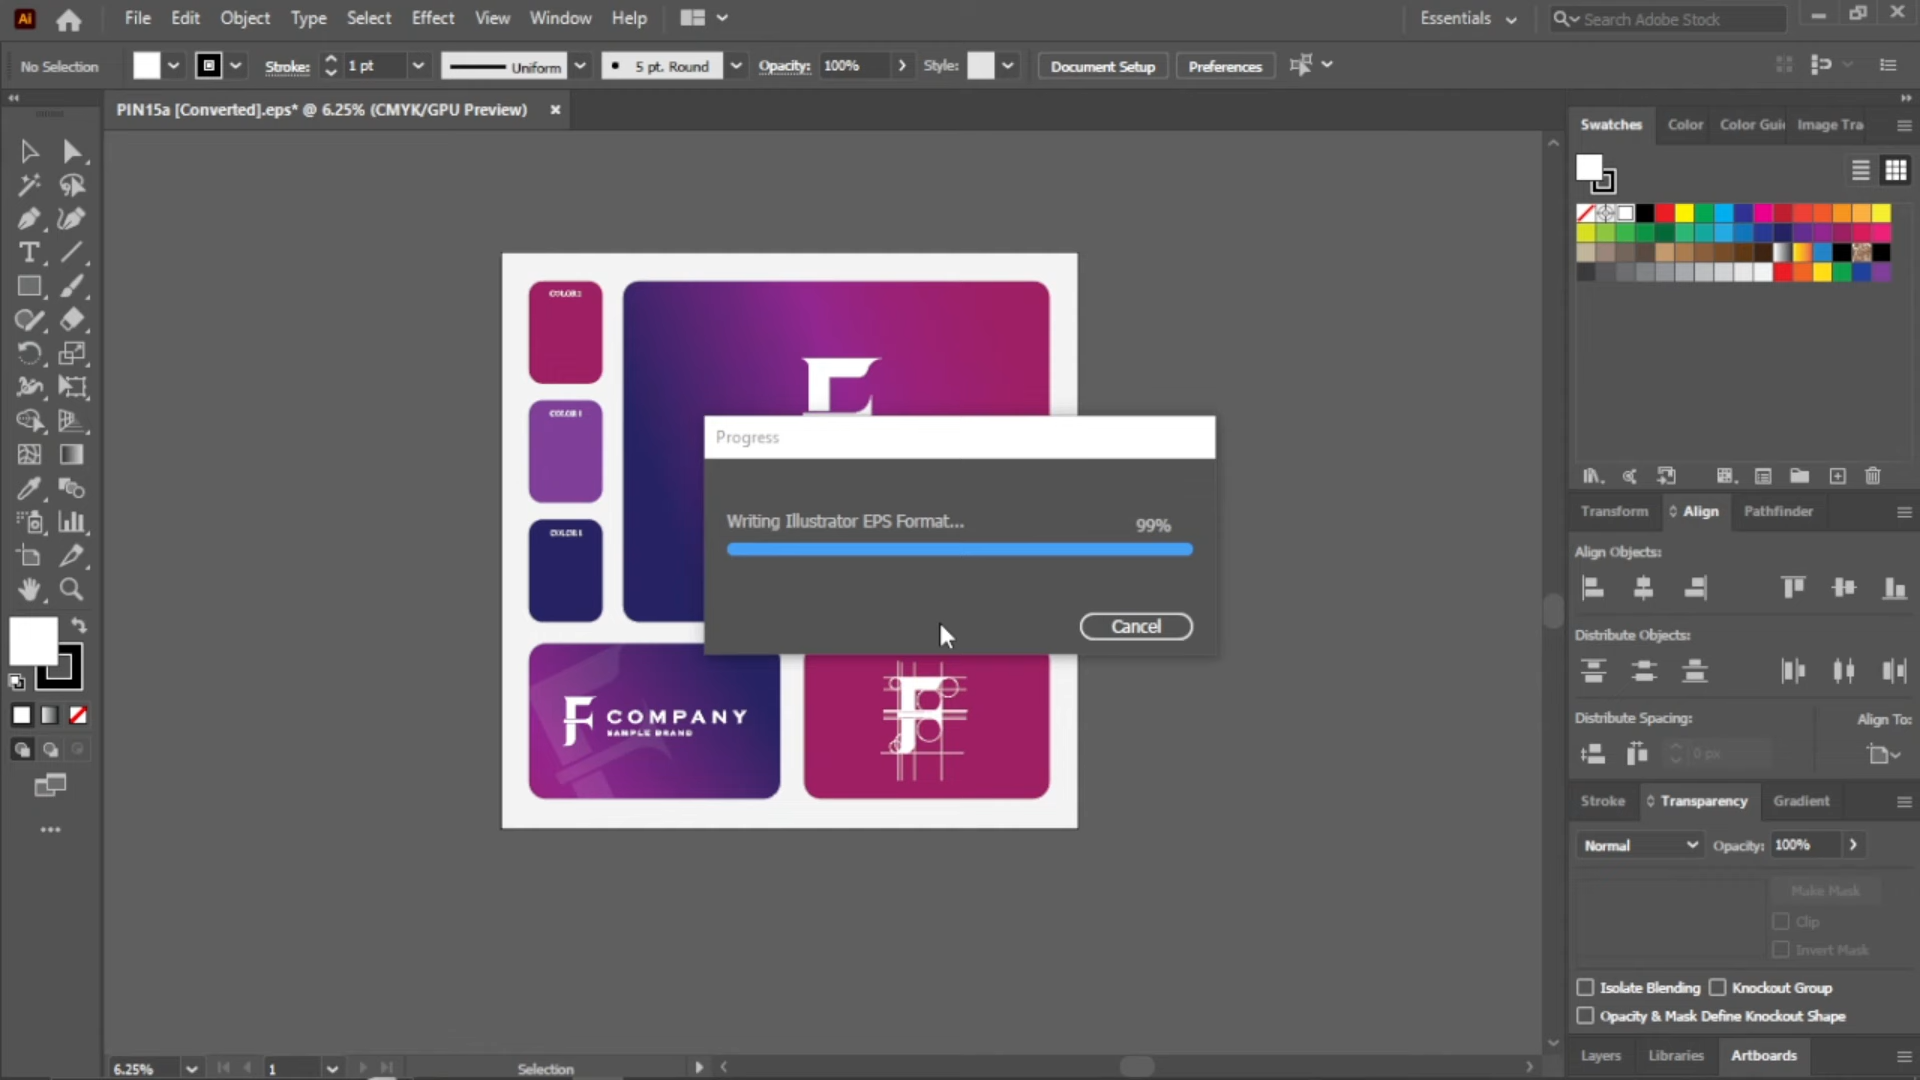 Ai File Edit Object Type Select Effect View Window Help Essentials Search Adobe Stock
No Selection Stroke: 1 pt Uniform 5 pt. Round Opacity: 100% Style: Document Setup Preferences
PIN15a [Converted].eps* @ 6.25% (CMYK/GPU Preview)
Swatches Color Color Gui Image Tra
Progress
Writing Illustrator EPS Format... 99%
Cancel
F
F COMPANY
SAMPLE BRAND
F
Transform Align Pathfinder
Align Objects:
Distribute Objects:
Distribute Spacing: Align To:
0 px
Stroke Transparency Gradient
Normal Opacity: 100%
Make Mask
Clip
Invert Mask
Isolate Blending Knockout Group
Opacity & Mask Define Knockout Shape
Layers Libraries Artboards
6.25% 1 Selection